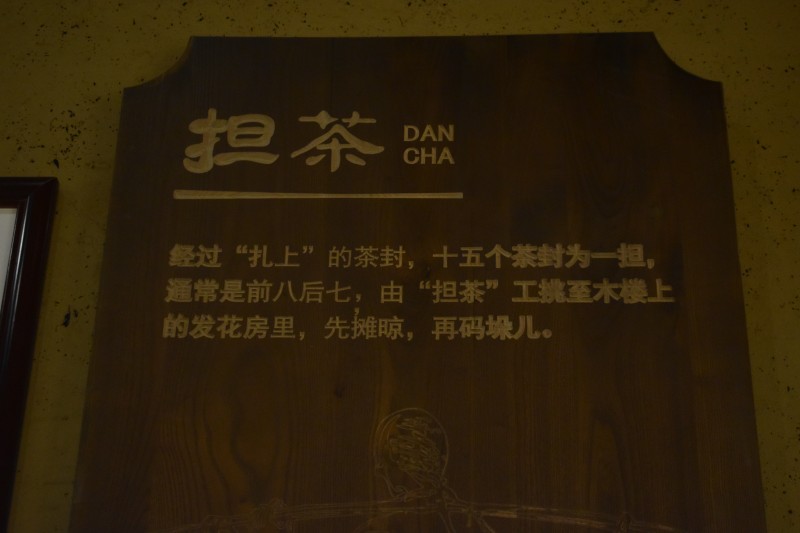 担茶 DAN CHA
经过“扎上”的茶封，十五个茶封为一担，
通常是前八后七，由“担茶”工挑至木楼上
的发花房里，先摊晾，再码垛儿。